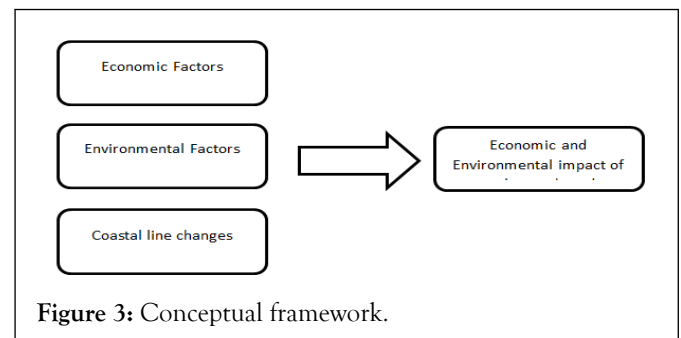 Economic Factors
Environmental Factors
Coastal line changes
Economic and
Environmental impact of
Figure 3: Conceptual framework.